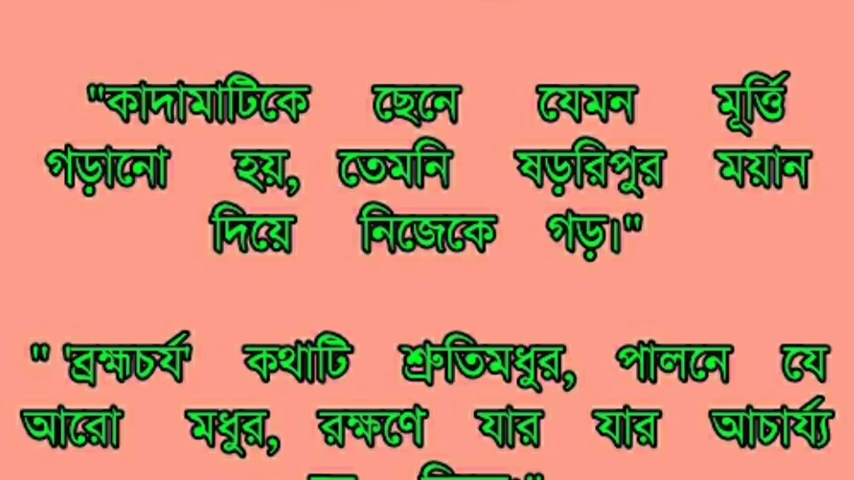 "কাদামাটিকে ছেনে যেমন মূৰ্ত্তি
গড়ানো হয়, তেমনি ষড়রিপুর ময়ান
দিয়ে নিজেকে গড়।"
" 'ব্রহ্মচর্য' কথাটি শ্রুতিমধুর, পালনে যে
আরো মধুর, রক্ষণে যার যার আচার্য্য